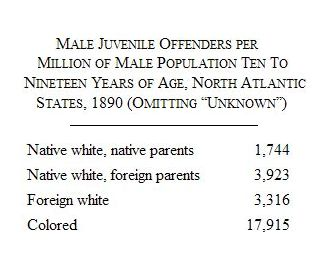 MALE JUVENILE OFFENDERS PER
MILLION OF MALE POPULATION TEN TO
NINETEEN YEARS OF AGE, NORTH ATLANTIC
STATES, 1890 (OMITTING “UNKNOWN”)
Native white, native parents 1,744
Native white, foreign parents 3,923
Foreign white 3,316
Colored 17,915